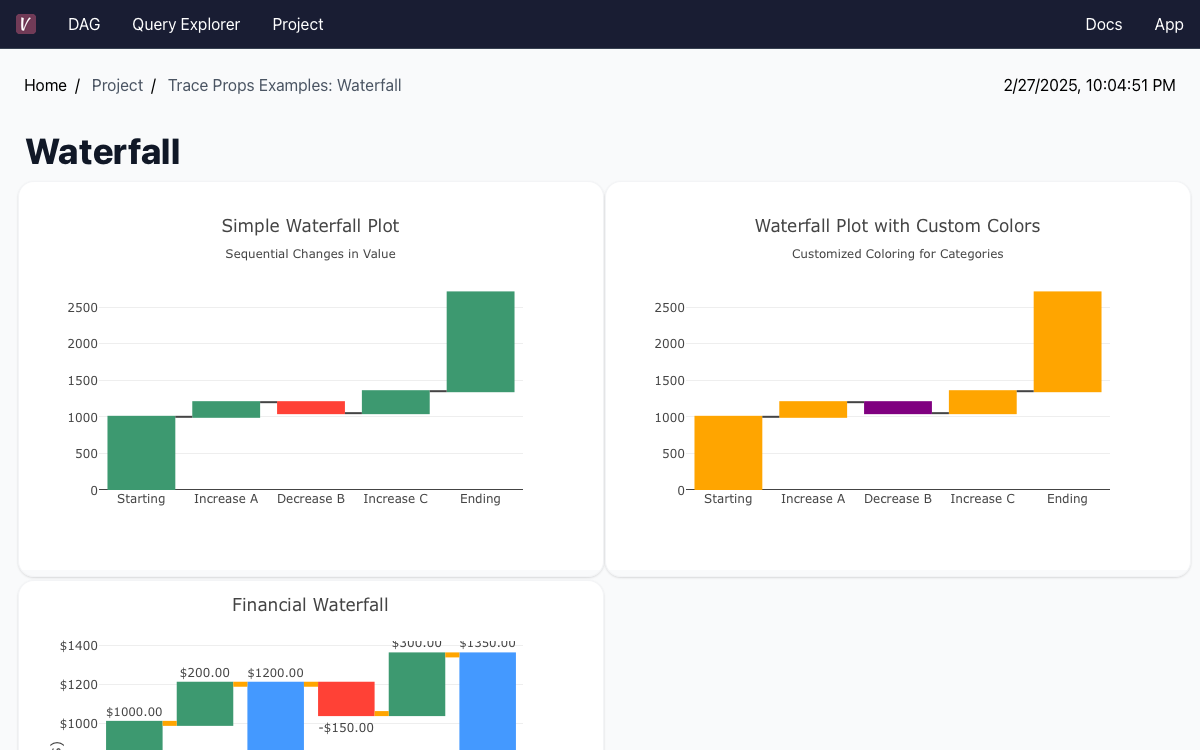 V DAG Query Explorer Project Docs App
Home / Project / Trace Props Examples: Waterfall 2/27/2025, 10:04:51 PM
Waterfall
Simple Waterfall Plot
Sequential Changes in Value
2500
2000
1500
1000
500
0
Starting Increase A Decrease B Increase C Ending
Waterfall Plot with Custom Colors
Customized Coloring for Categories
2500
2000
1500
1000
500
0
Starting Increase A Decrease B Increase C Ending
Financial Waterfall
$1400
$1200
$1000
$1000.00
$200.00
$1200.00
-$150.00
$300.00
$1350.00